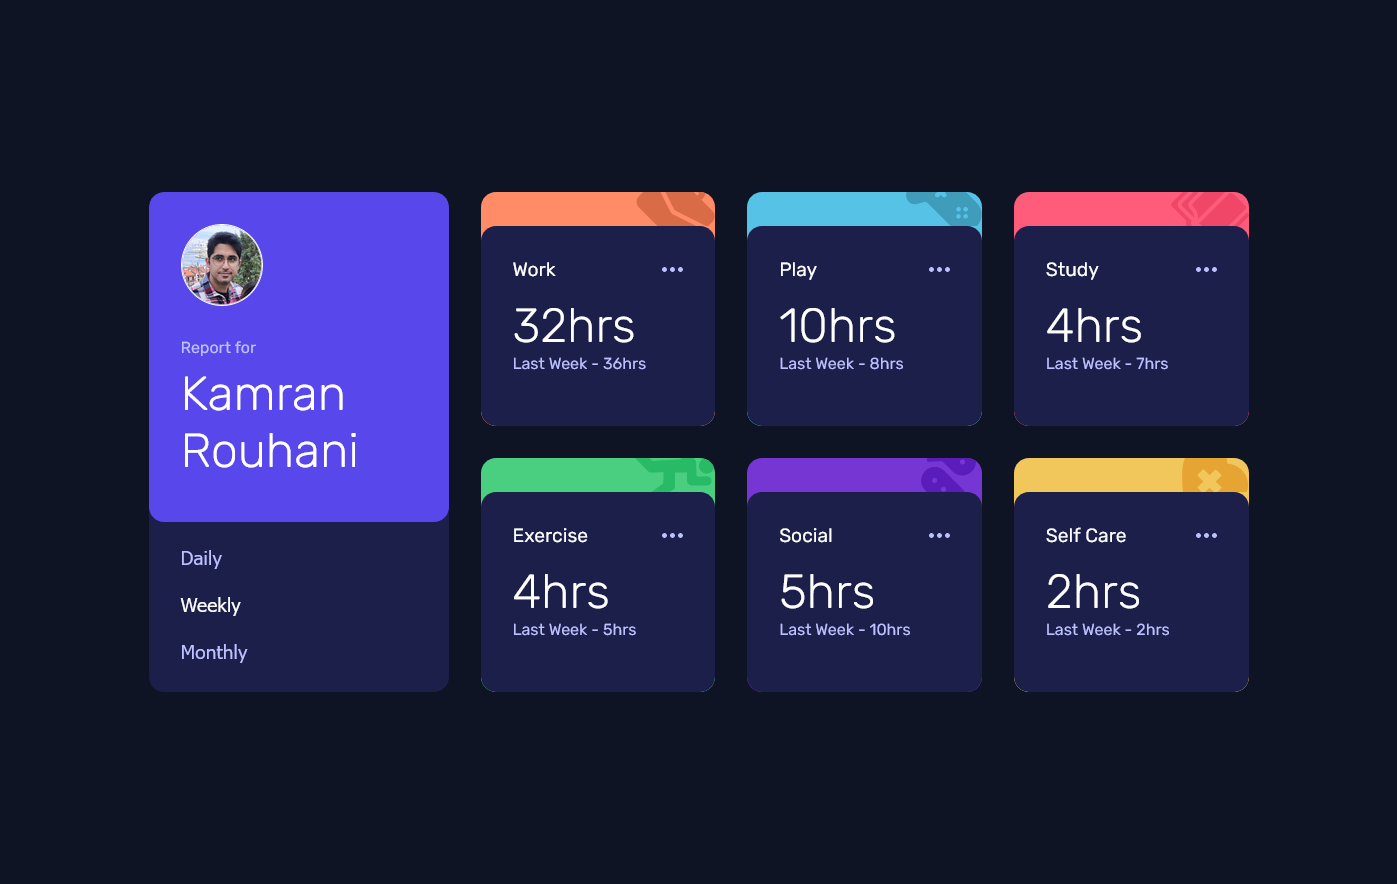 Report for
Kamran
Rouhani
Daily
Weekly
Monthly
Work
32hrs
Last Week - 36hrs
Play
10hrs
Last Week - 8hrs
Study
4hrs
Last Week - 7hrs
Exercise
4hrs
Last Week - 5hrs
Social
5hrs
Last Week - 10hrs
Self Care
2hrs
Last Week - 2hrs